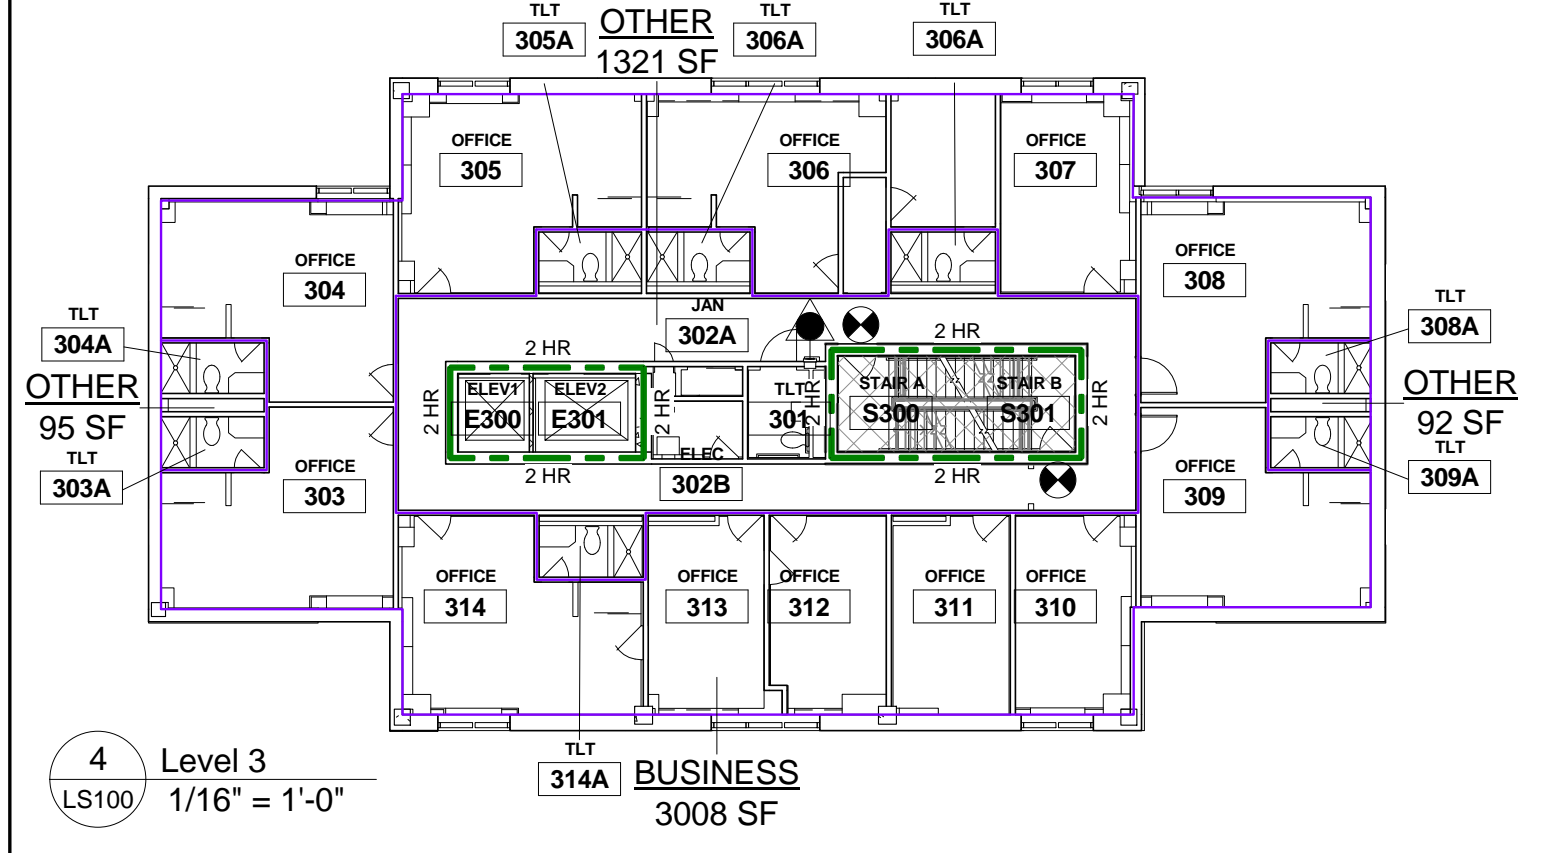 TLT
305A
OTHER
1321 SF
TLT
306A
TLT
306A
OFFICE
305
OFFICE
306
OFFICE
307
OFFICE
304
OFFICE
308
TLT
304A
OTHER
95 SF
TLT
303A
TLT
308A
OTHER
92 SF
TLT
309A
JAN
302A
2 HR
2 HR
2 HR
ELEV1
E300
ELEV2
E301
2 HR
2 HR
TLT
301
2 HR
STAIR A
S300
STAIR B
S301
2 HR
ELEC
302B
2 HR
OFFICE
303
OFFICE
309
OFFICE
314
OFFICE
313
OFFICE
312
OFFICE
311
OFFICE
310
TLT
314A
BUSINESS
3008 SF
4
LS100
Level 3
1/16" = 1'-0"